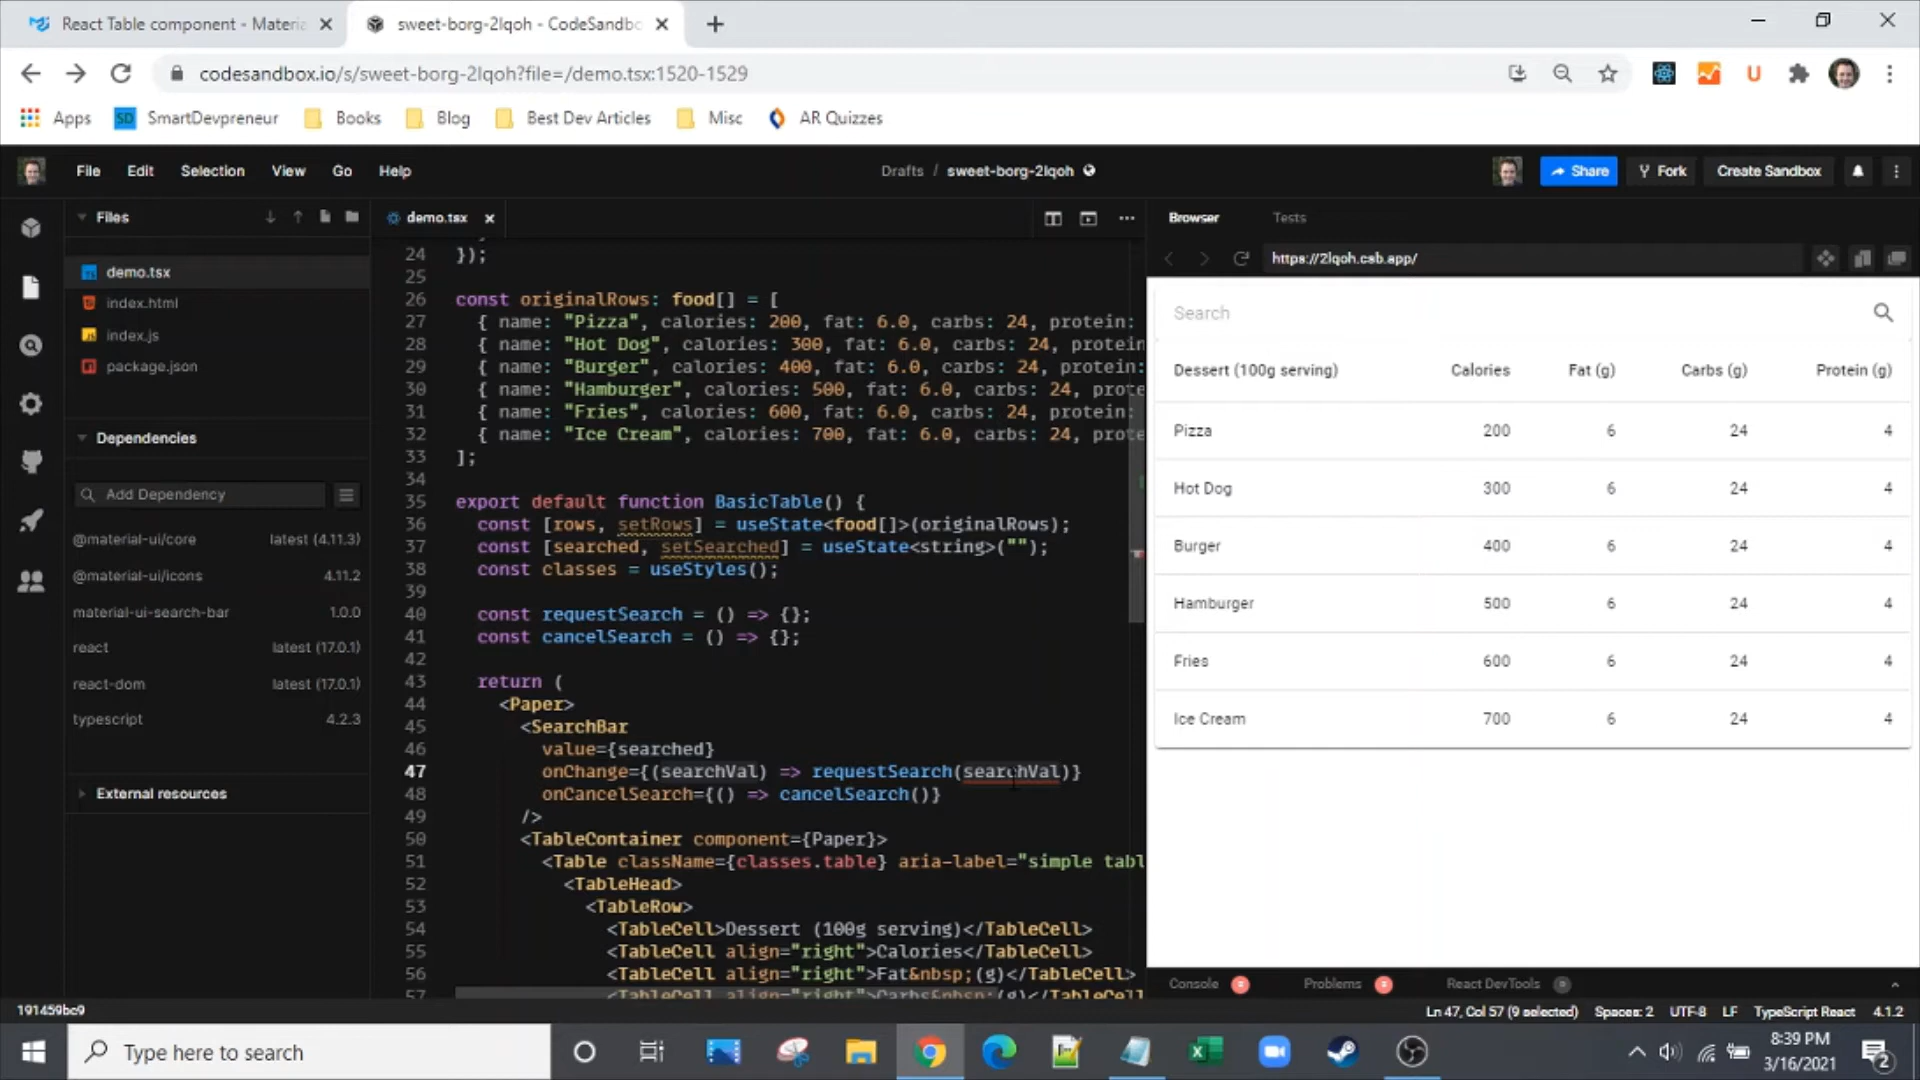 React Table component - Materia
sweet-borg-2lqoh - CodeSandbo
codesandbox.io/s/sweet-borg-2lqoh?file=/demo.tsx:1520-1529
Apps
SD
SmartDevpreneur
Books
Blog
Best Dev Articles
Misc
AR Quizzes
File
Edit
Selection
View
Go
Help
Drafts / sweet-borg-2lqoh
Share
Fork
Create Sandbox
Files
demo.tsx
index.html
index.js
package.json
Dependencies
Add Dependency
@material-ui/core latest (4.11.3)
@material-ui/icons 4.11.2
material-ui-search-bar 1.0.0
react latest (17.0.1)
react-dom latest (17.0.1)
typescript 4.2.3
External resources
191459bc9
demo.tsx
24 });
25
26 const originalRows: food[] = [
27 { name: "Pizza", calories: 200, fat: 6.0, carbs: 24, protein:
28 { name: "Hot Dog", calories: 300, fat: 6.0, carbs: 24, protein
29 { name: "Burger", calories: 400, fat: 6.0, carbs: 24, protein:
30 { name: "Hamburger", calories: 500, fat: 6.0, carbs: 24, prote
31 { name: "Fries", calories: 600, fat: 6.0, carbs: 24, protein:
32 { name: "Ice Cream", calories: 700, fat: 6.0, carbs: 24, prote
33 ];
34
35 export default function BasicTable() {
36 const [rows, setRows] = useState<food[]>(originalRows);
37 const [searched, setSearched] = useState<string>("");
38 const classes = useStyles();
39
40 const requestSearch = () => {};
41 const cancelSearch = () => {};
42
43 return (
44 <Paper>
45 <SearchBar
46 value={searched}
47 onChange={(searchVal) => requestSearch(searchVal)}
48 onCancelSearch={() => cancelSearch()}
49 />
50 <TableContainer component={Paper}>
51 <Table className={classes.table} aria-label="simple tabl
52 <TableHead>
53 <TableRow>
54 <TableCell>Dessert (100g serving)</TableCell>
55 <TableCell align="right">Calories</TableCell>
56 <TableCell align="right">Fat&nbsp;(g)</TableCell>
57 <TableCell align="right">Carbs&nbsp;(g)</TableCell
Browser
Tests
https://2lqoh.csb.app/
Search
Dessert (100g serving) Calories Fat (g) Carbs (g) Protein (g)
Pizza 200 6 24 4
Hot Dog 300 6 24 4
Burger 400 6 24 4
Hamburger 500 6 24 4
Fries 600 6 24 4
Ice Cream 700 6 24 4
Console
Problems
React DevTools
Ln 47, Col 57 (9 selected) Spaces: 2 UTF-8 LF TypeScript React 4.1.2
Type here to search
8:39 PM
3/16/2021
2